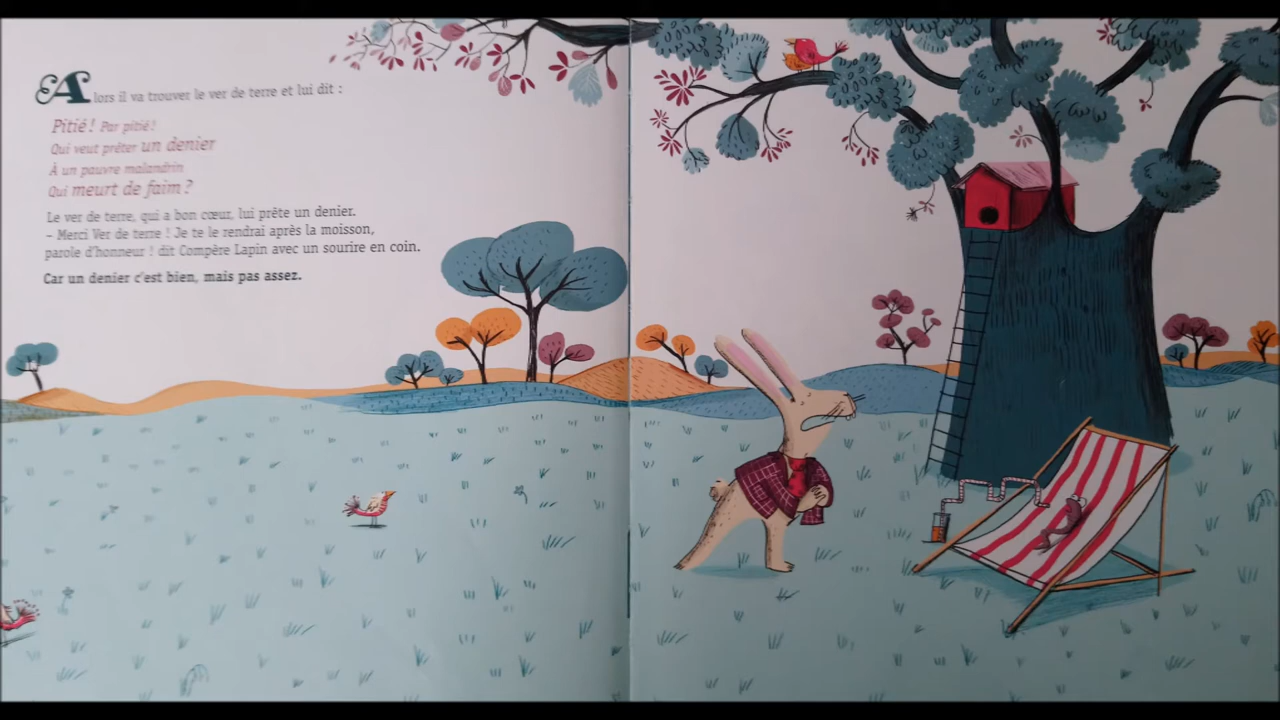 Alors il va trouver le ver de terre et lui dit :
Pitié ! Par pitié !
Qui veut prêter un denier
À un pauvre malandrin
Qui meurt de faim ?
Le ver de terre, qui a bon cœur, lui prête un denier.
– Merci Ver de terre ! Je te le rendrai après la moisson,
parole d'honneur ! dit Compère Lapin avec un sourire en coin.
Car un denier c'est bien, mais pas assez.